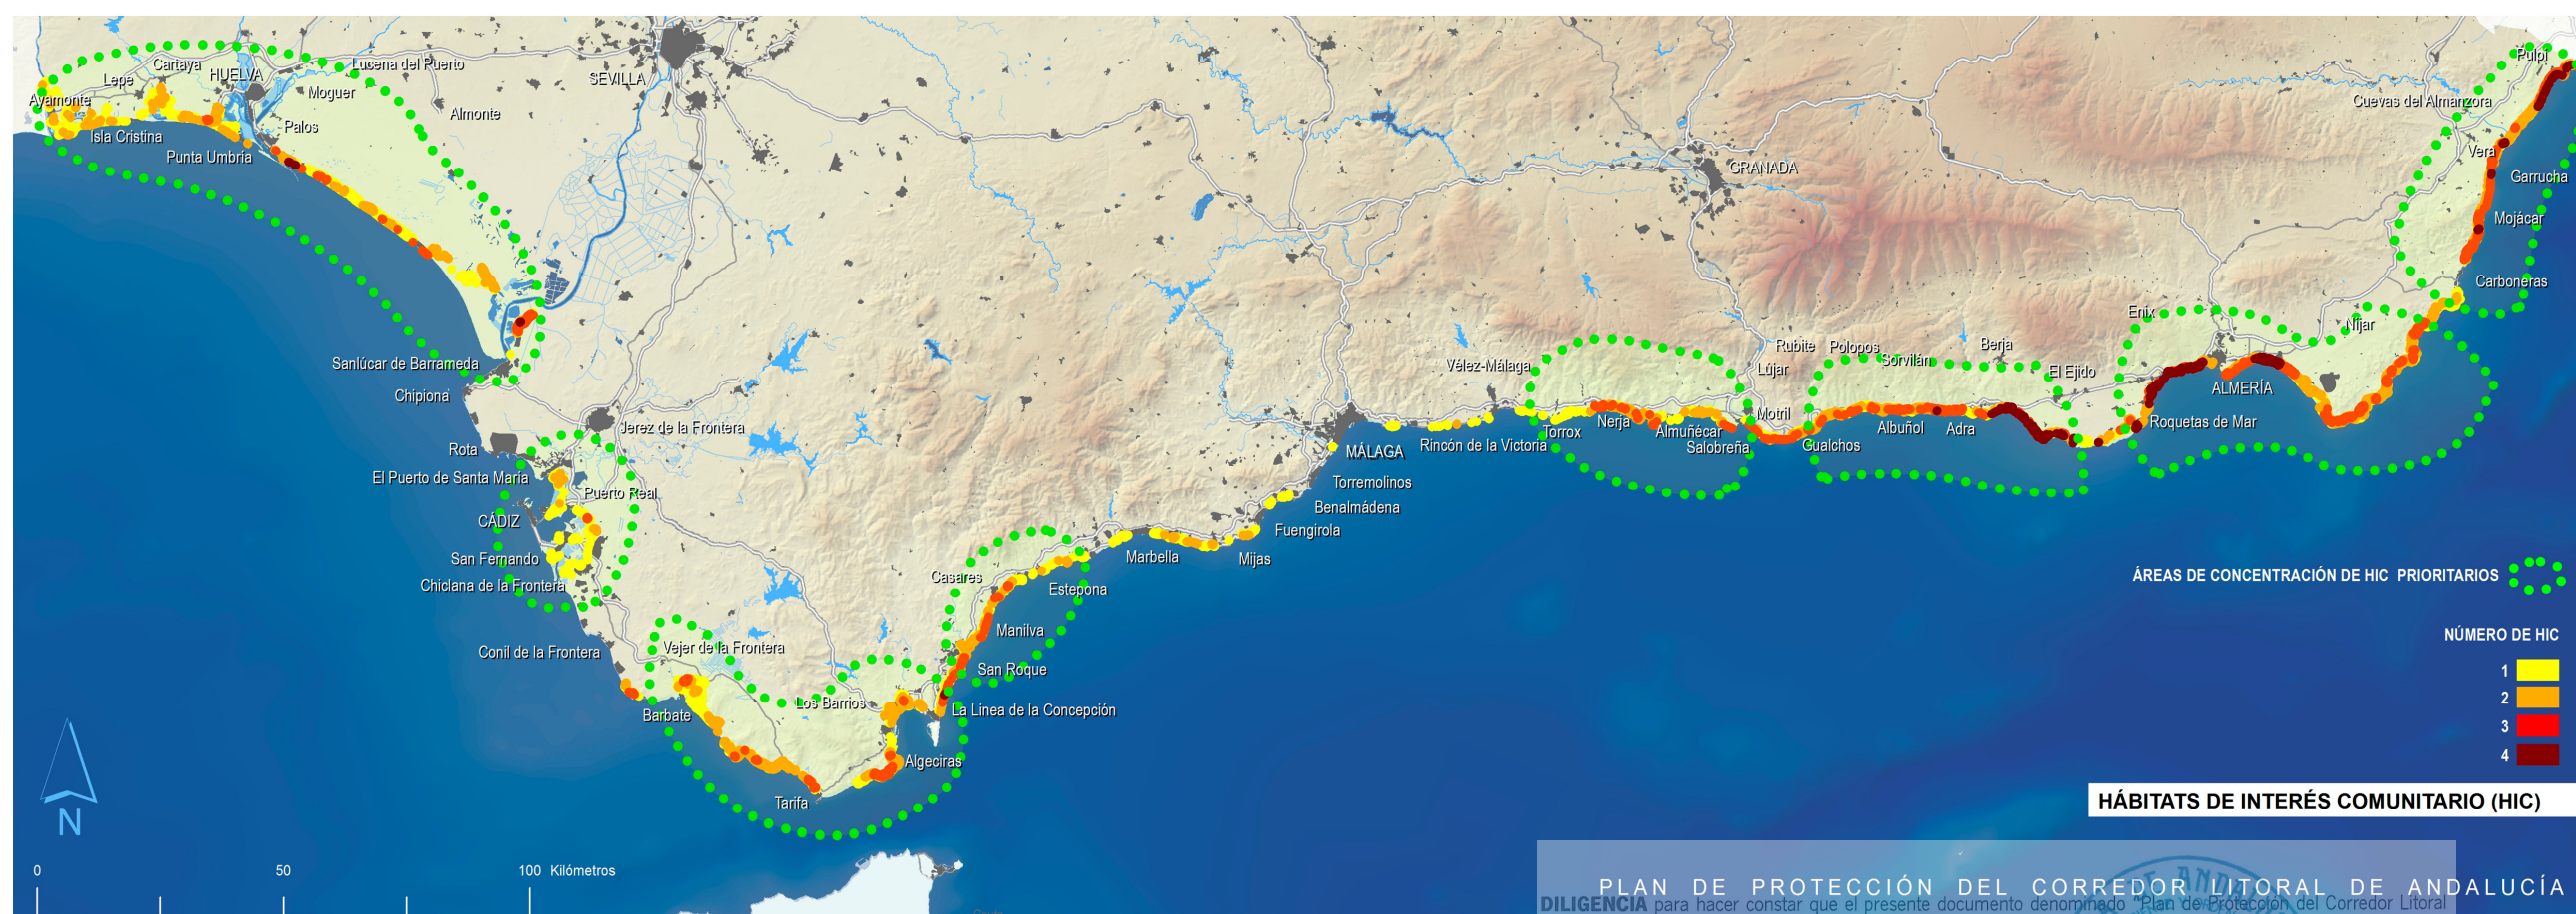 Pulpí
Lucena del Puerto
Cartaya
HUELVA
SEVILLA
Lepe
Moguer
Ayamonte
Cuevas del Almanzora
Almonte
Palos
Isla Cristina
Punta Umbria
Vera
GRANADA
Garrucha
Mojácar
Carboneras
Enix
Níjar
Rubite
Polopos
Berja
Sorvilán
Sanlúcar de Barrameda
Vélez-Málaga
Lújar
El Ejido
ALMERÍA
Chipiona
Motril
Roquetas de Mar
Jerez de la Frontera
Nerja
Torrox
Almuñécar
Albuñol
Adra
Rota
MÁLAGA
Rincón de la Victoria
Salobreña
Gualchos
El Puerto de Santa María
Torremolinos
Puerto Real
Benalmádena
CÁDIZ
Fuengirola
San Fernando
Marbella
Mijas
Casares
Chiclana de la Frontera
Estepona
ÁREAS DE CONCENTRACIÓN DE HIC PRIORITARIOS
Manilva
NÚMERO DE HIC
Conil de la Frontera
Vejer de la Frontera
San Roque
1
2
3
4
Los Barrios
La Línea de la Concepción
Barbate
Algeciras
Tarifa
N
HÁBITATS DE INTERÉS COMUNITARIO (HIC)
0 50 100 Kilómetros
PLAN DE PROTECCIÓN DEL CORREDOR LITORAL DE ANDALUCÍA
DILIGENCIA para hacer constar que el presente documento denominado "Plan de Protección del Corredor Litoral